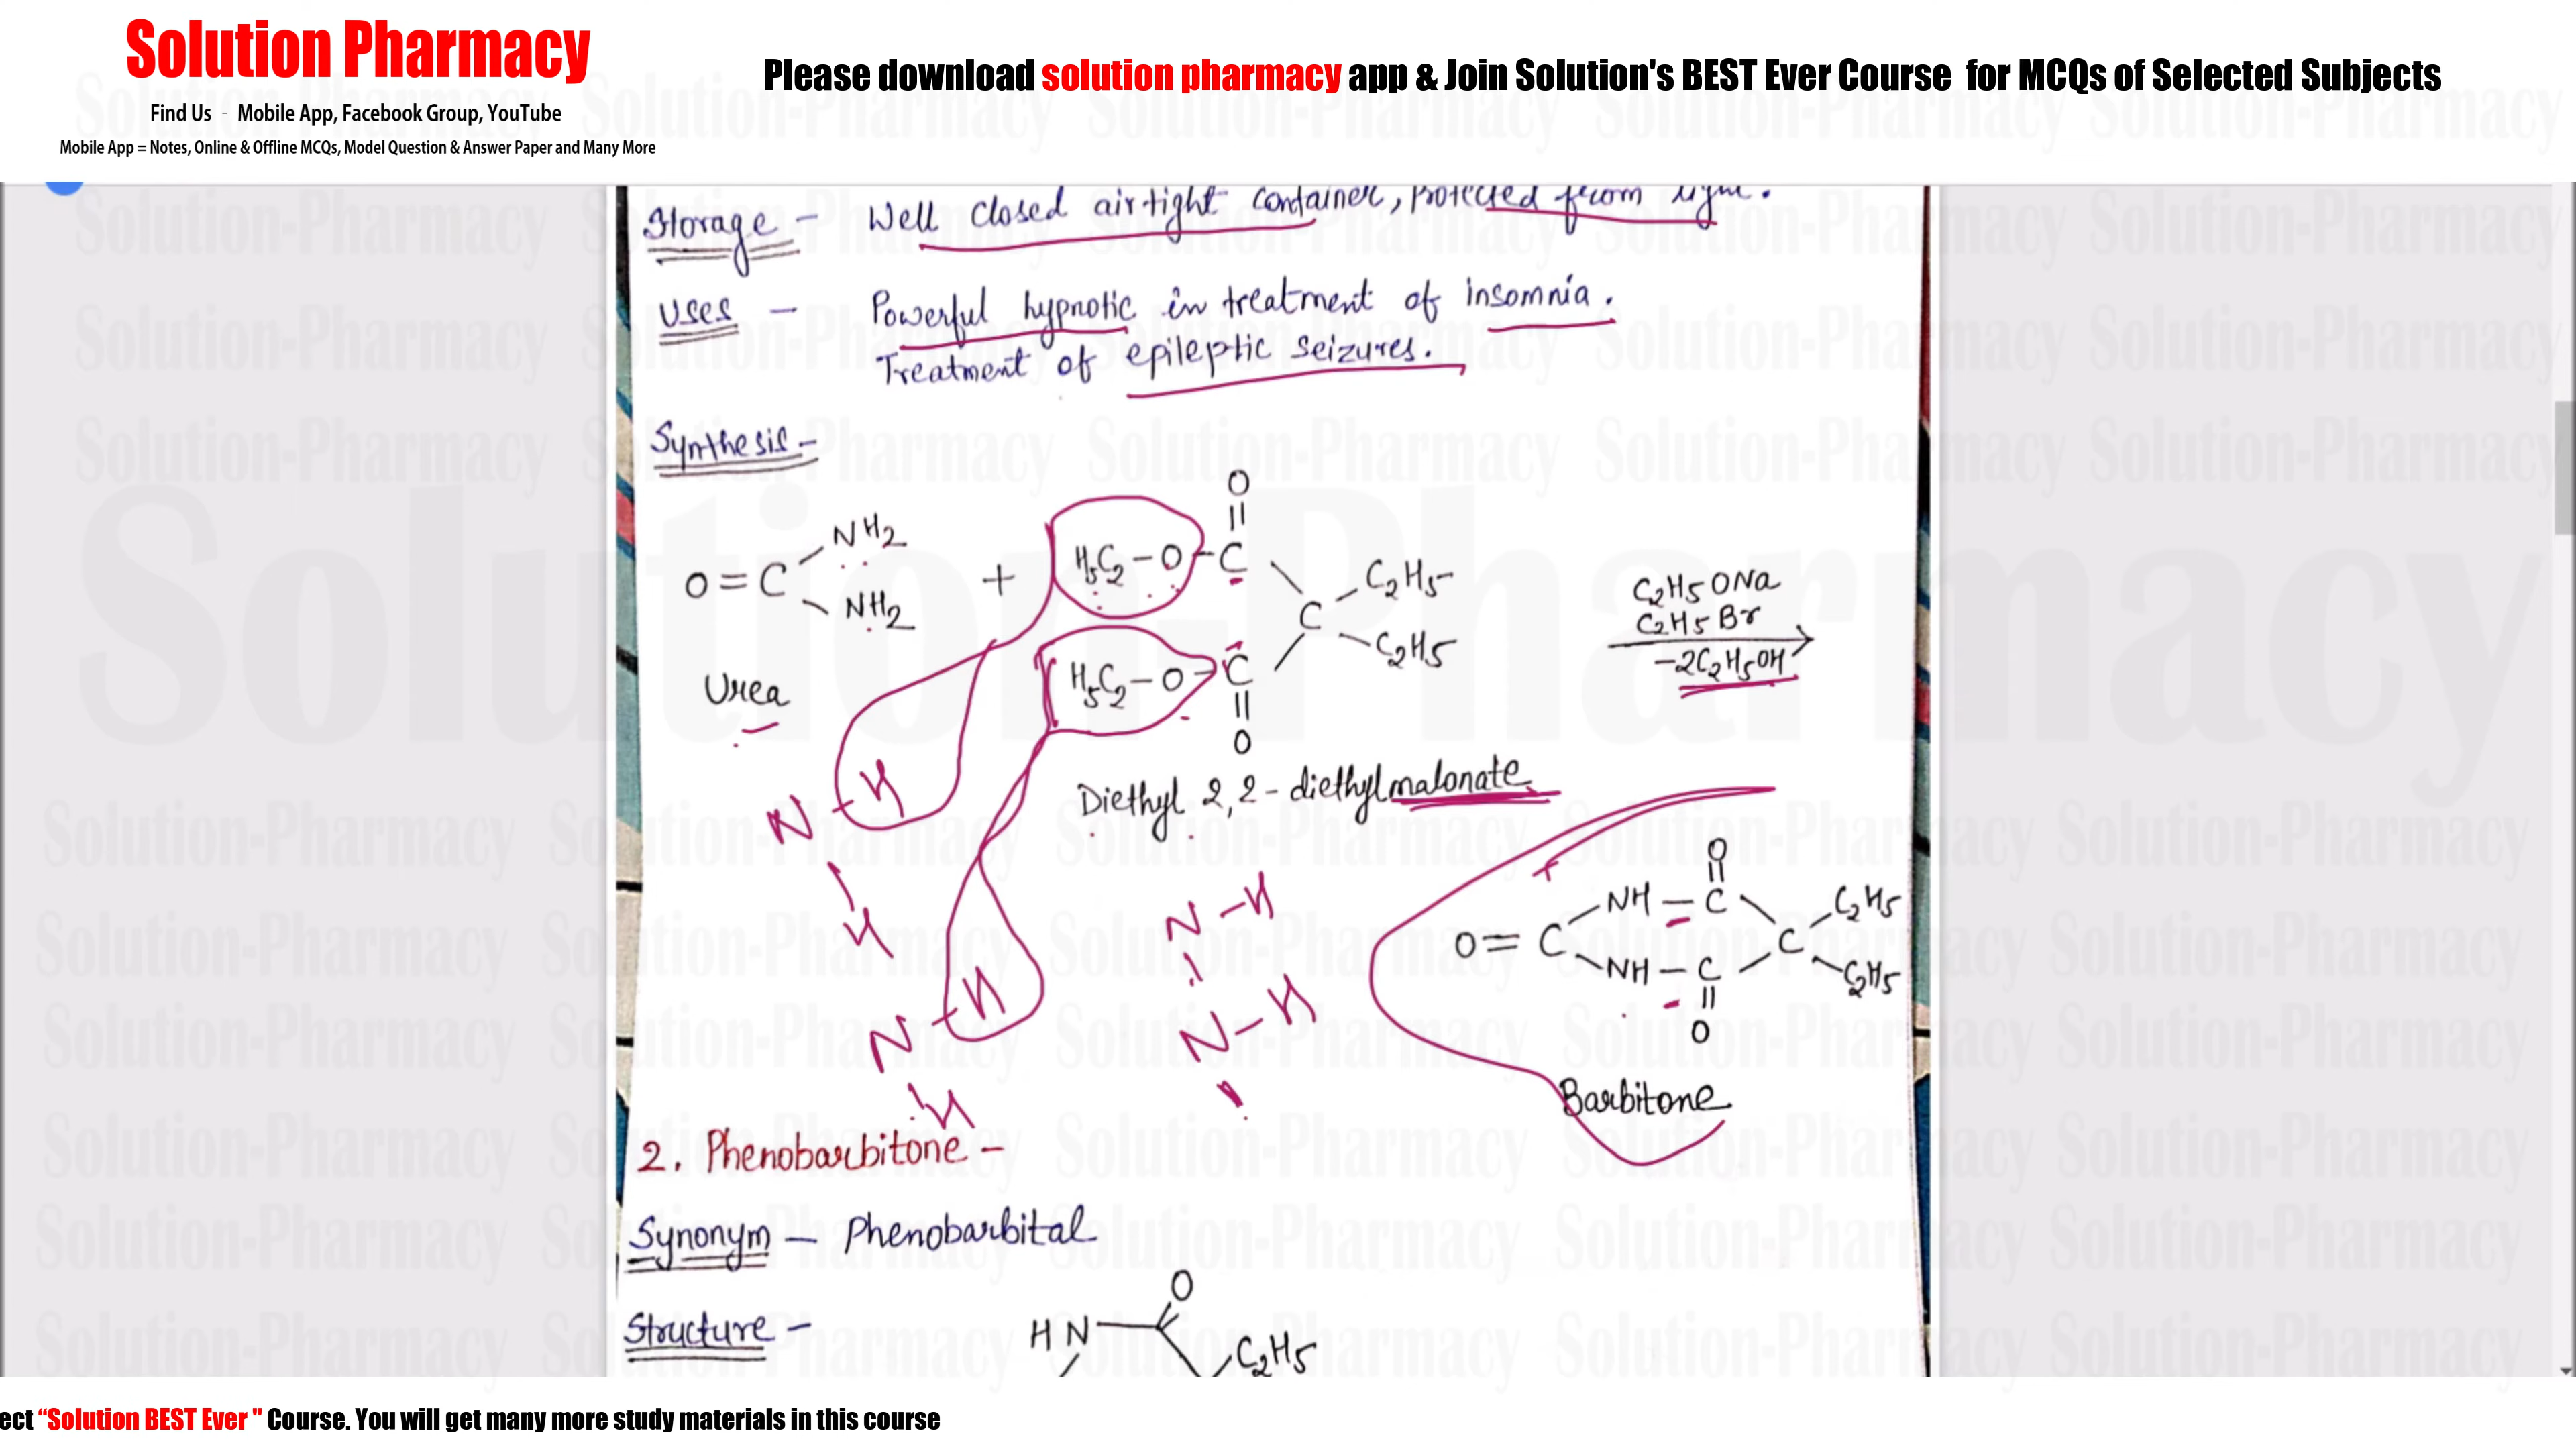 Solution Pharmacy
Find Us - Mobile App, Facebook Group, YouTube
Mobile App = Notes, Online & Offline MCQs, Model Question & Answer Paper and Many More
Please download solution pharmacy app & Join Solution's BEST Ever Course for MCQs of Selected Subjects
Storage - Well closed airtight container, protected from light.
Uses - Powerful hypnotic in treatment of insomnia.
Treatment of epileptic seizures.
Synthesis -
O
||
O = C
NH2
NH2
+
H5C2 - O - C
C
C2H5
C2H5
H5C2 - O - C
||
O
C2H5ONa
C2H5Br
-2C2H5OH
Urea
Diethyl 2,2-diethylmalonate
N - H
H
N - H
H
N - H
N - H
O
||
O = C
NH - C
NH - C
C
C2H5
C2H5
||
O
Barbitone
2. Phenobarbitone -
Synonym - Phenobarbital
Structure -
O
HN
C2H5
ect “Solution BEST Ever " Course. You will get many more study materials in this course
Solution-Pharmacy